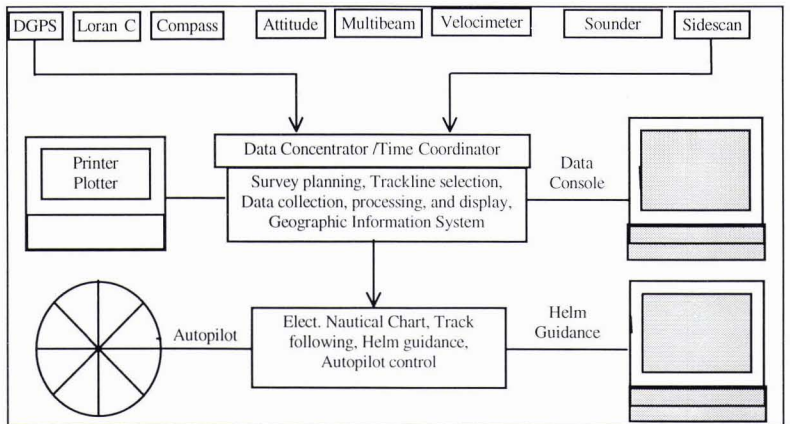 DGPS
Loran C
Compass
Attitude
Multibeam
Velocimeter
Sounder
Sidescan
Data Concentrator /Time Coordinator
Printer
Plotter
Survey planning, Trackline selection,
Data collection, processing, and display,
Geographic Information System
Data
Console
Autopilot
Elect. Nautical Chart, Track
following, Helm guidance,
Autopilot control
Helm
Guidance